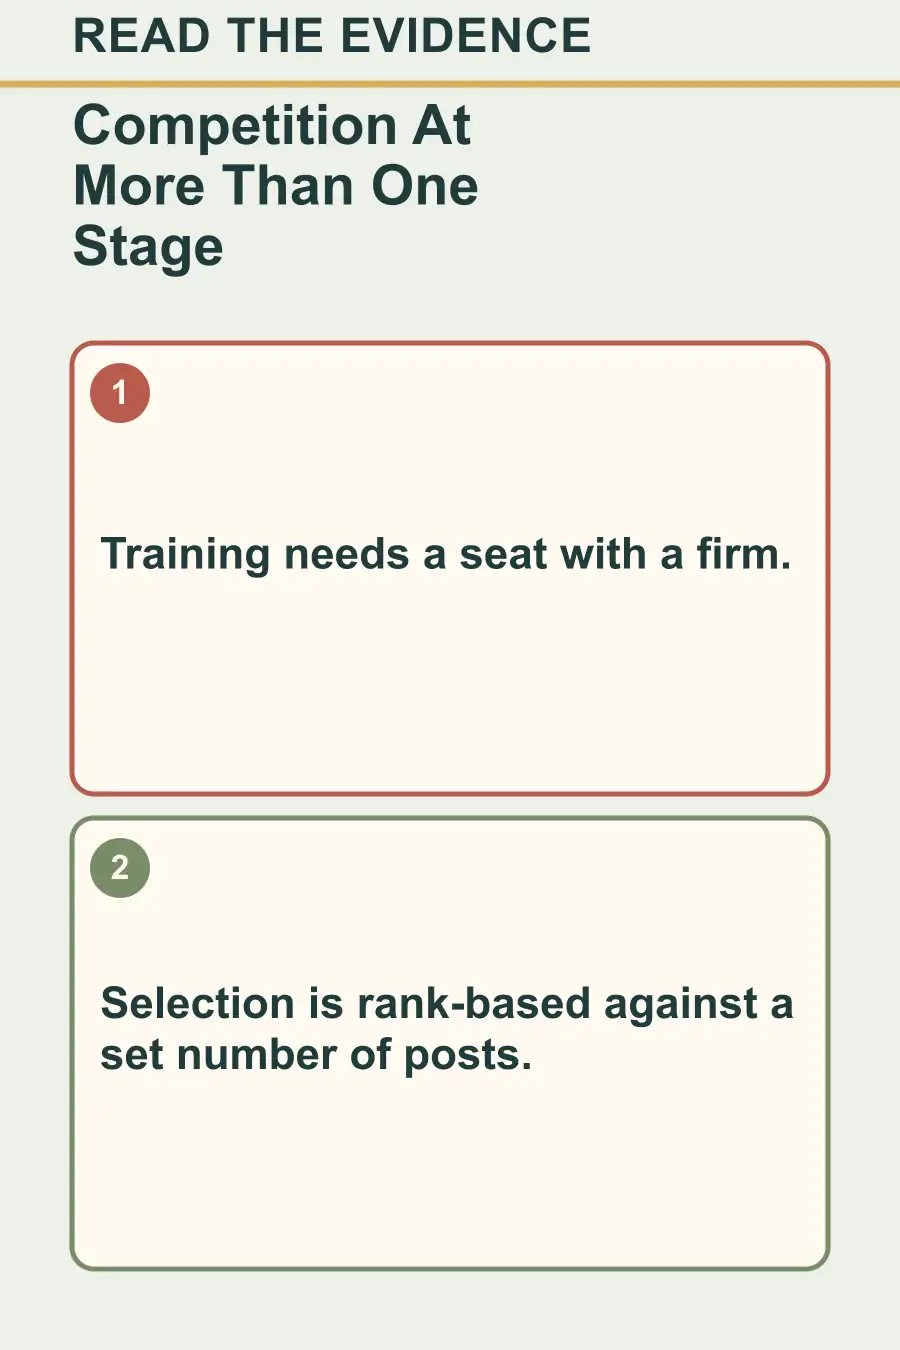 READ THE EVIDENCE
Competition At
More Than One
Stage
1
Training needs a seat with a firm.
2
Selection is rank-based against a
set number of posts.